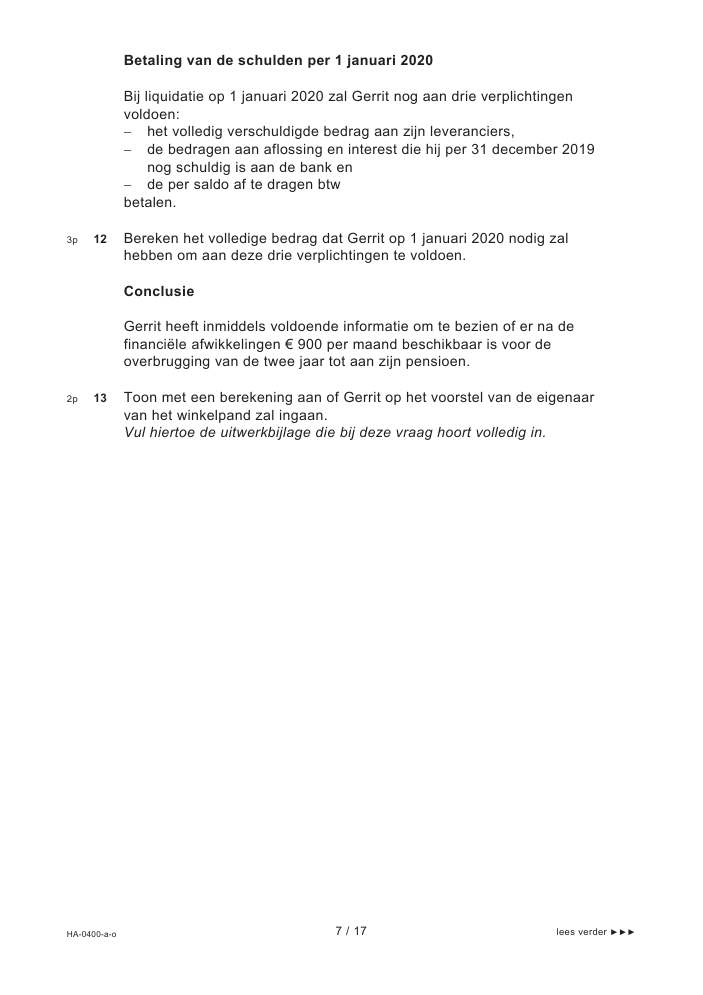 Betaling van de schulden per 1 januari 2020
Bij liquidatie op 1 januari 2020 zal Gerrit nog aan drie verplichtingen
voldoen:
– het volledig verschuldigde bedrag aan zijn leveranciers,
– de bedragen aan aflossing en interest die hij per 31 december 2019
nog schuldig is aan de bank en
– de per saldo af te dragen btw
betalen.
3p 12 Bereken het volledige bedrag dat Gerrit op 1 januari 2020 nodig zal
hebben om aan deze drie verplichtingen te voldoen.
Conclusie
Gerrit heeft inmiddels voldoende informatie om te bezien of er na de
financiële afwikkelingen € 900 per maand beschikbaar is voor de
overbrugging van de twee jaar tot aan zijn pensioen.
2p 13 Toon met een berekening aan of Gerrit op het voorstel van de eigenaar
van het winkelpand zal ingaan.
Vul hiertoe de uitwerkbijlage die bij deze vraag hoort volledig in.
HA-0400-a-o 7 / 17 lees verder ►►►